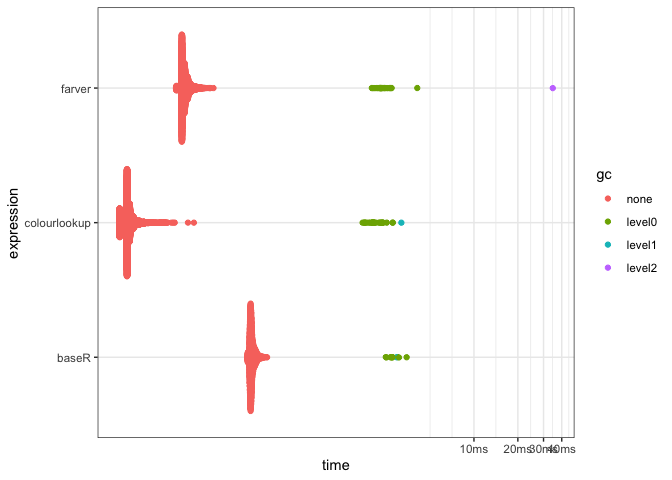 farver
colourlookup
baseR
expression
10ms
20ms
30ms
40ms
time
gc
none
level0
level1
level2